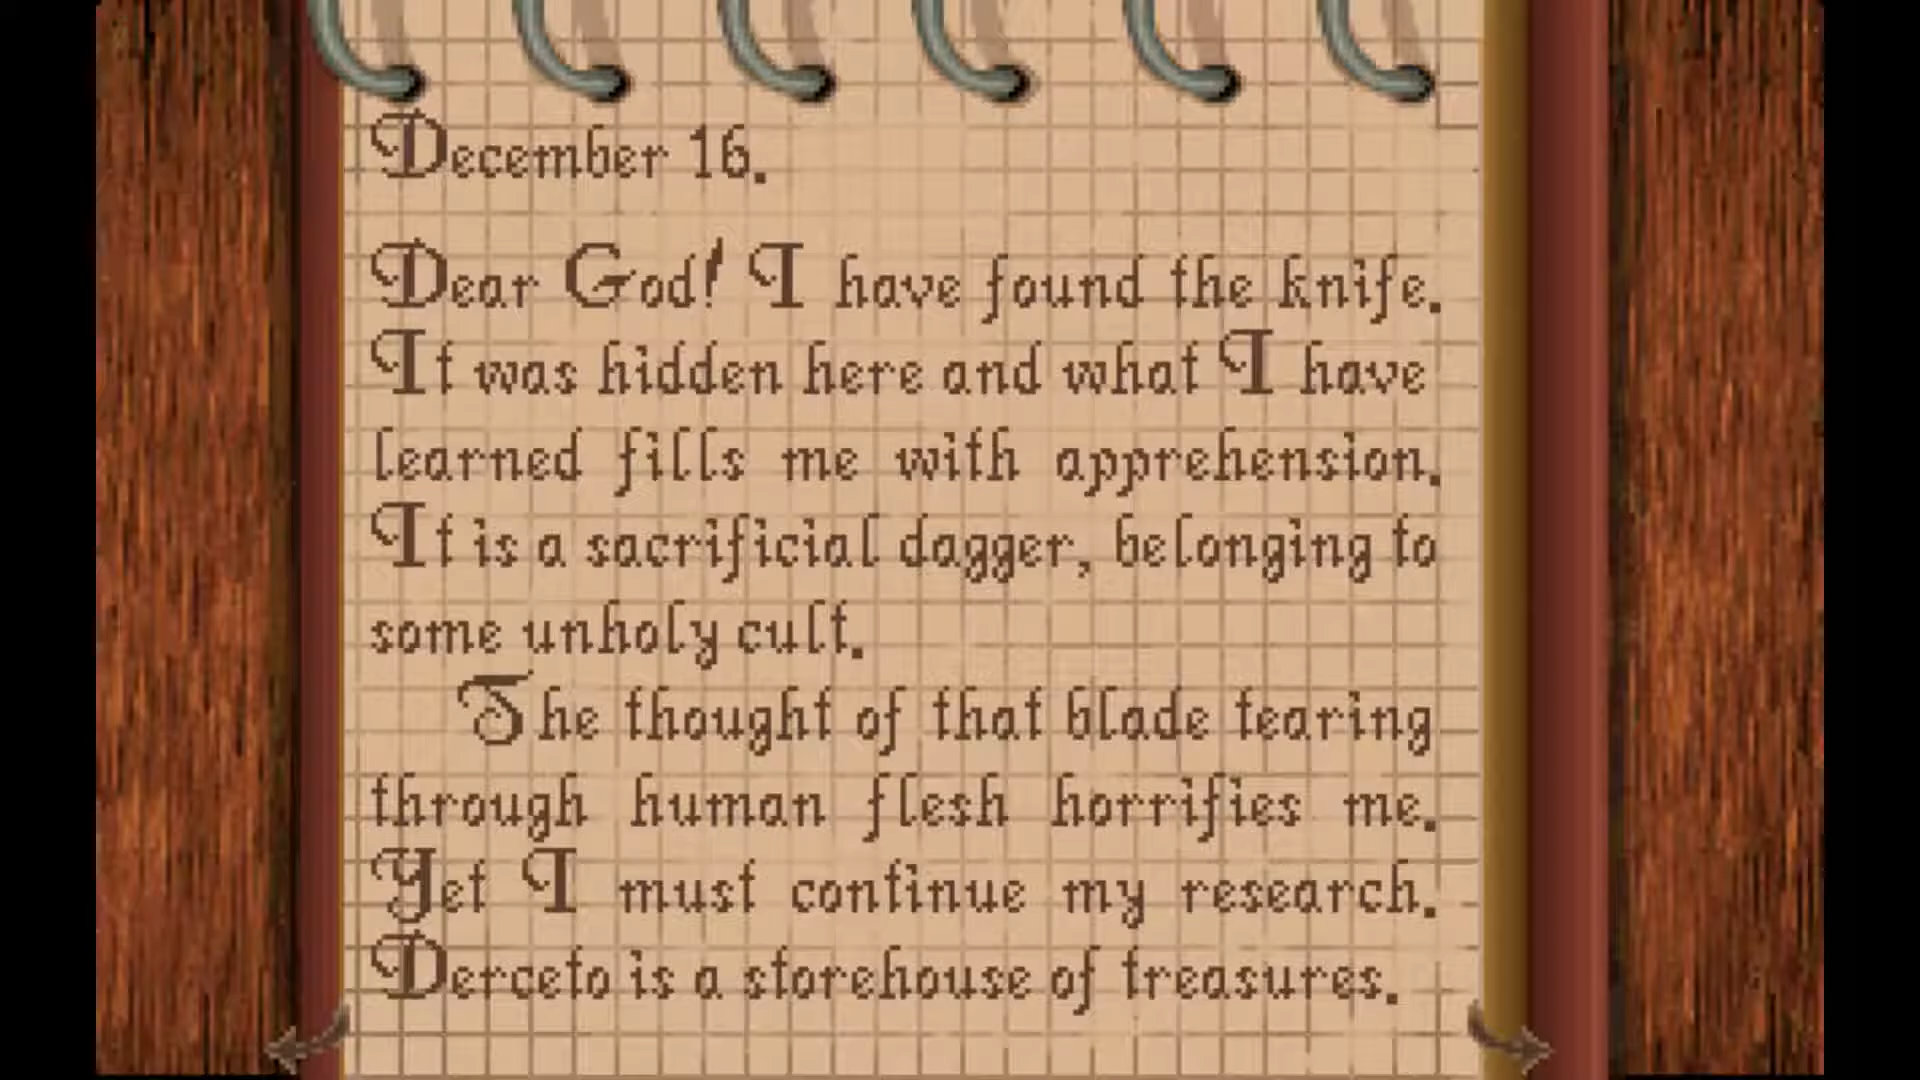 December 16.
Dear God! I have found the knife.
It was hidden here and what I have
learned fills me with apprehension.
It is a sacrificial dagger, belonging to
some unholy cult.
The thought of that blade tearing
through human flesh horrifies me.
Yet I must continue my research.
Derceto is a storehouse of treasures.